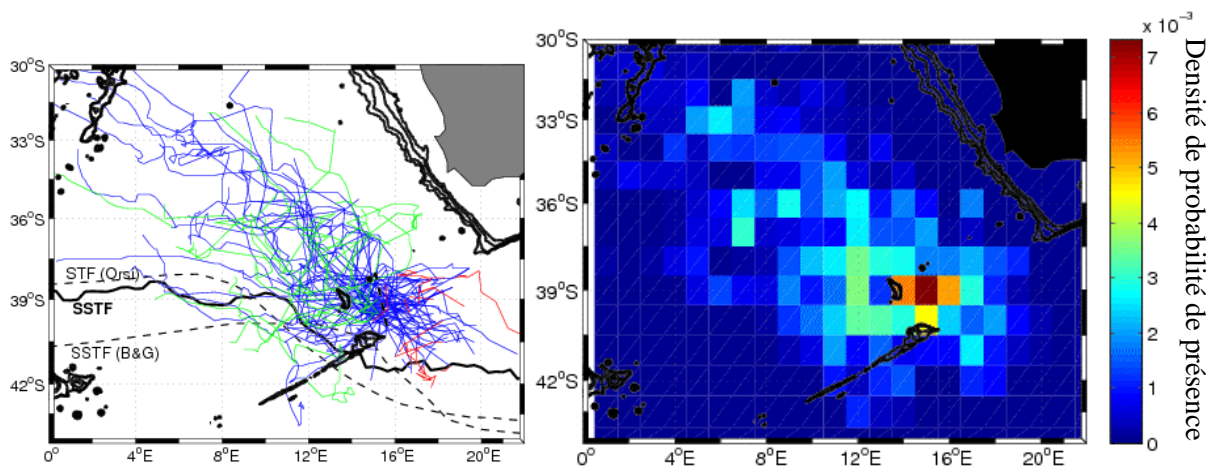 30°S
33°S
36°S
39°S
42°S
STF (Orsi)
SSTF
SSTF (B&G)
0°
4°E
8°E
12°E
16°E
20°E
30°S
33°S
36°S
39°S
42°S
0°
4°E
8°E
12°E
16°E
20°E
x 10⁻³
7
6
5
4
3
2
1
0
Densité de probabilité de présence